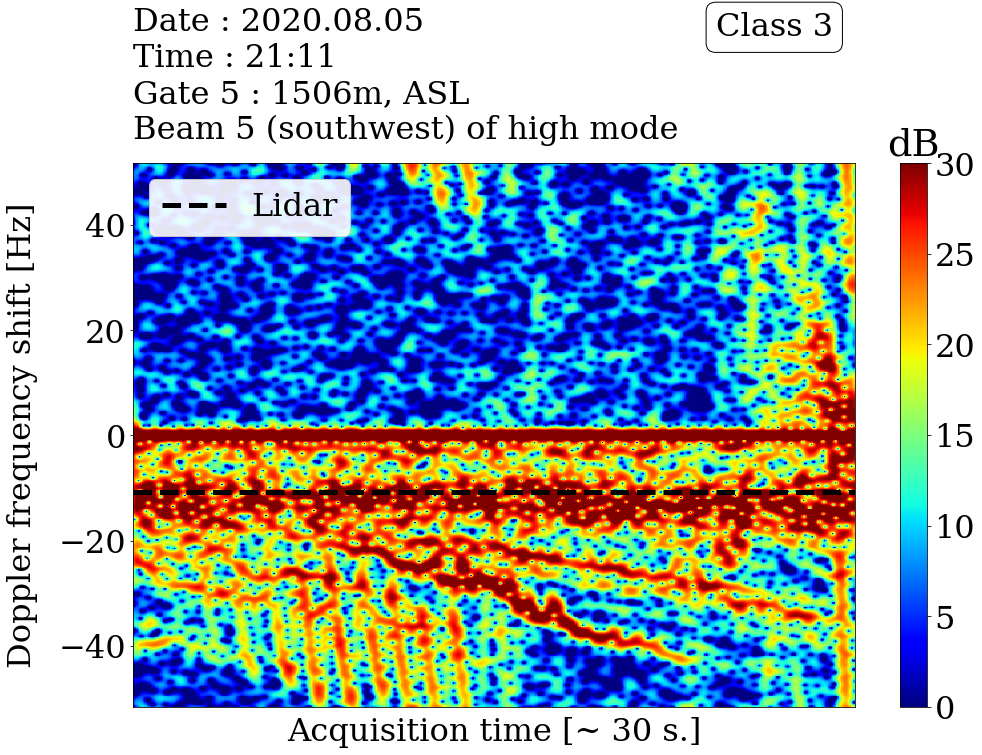 Date : 2020.08.05
Time : 21:11
Gate 5 : 1506m, ASL
Beam 5 (southwest) of high mode
Class 3
dB
Lidar
Doppler frequency shift [Hz]
40
20
0
−20
−40
30
25
20
15
10
5
0
Acquisition time [~ 30 s.]